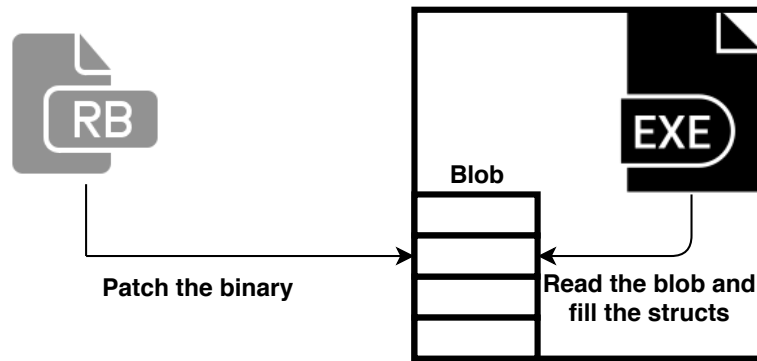 RB
EXE
Blob
Patch the binary
Read the blob and
fill the structs